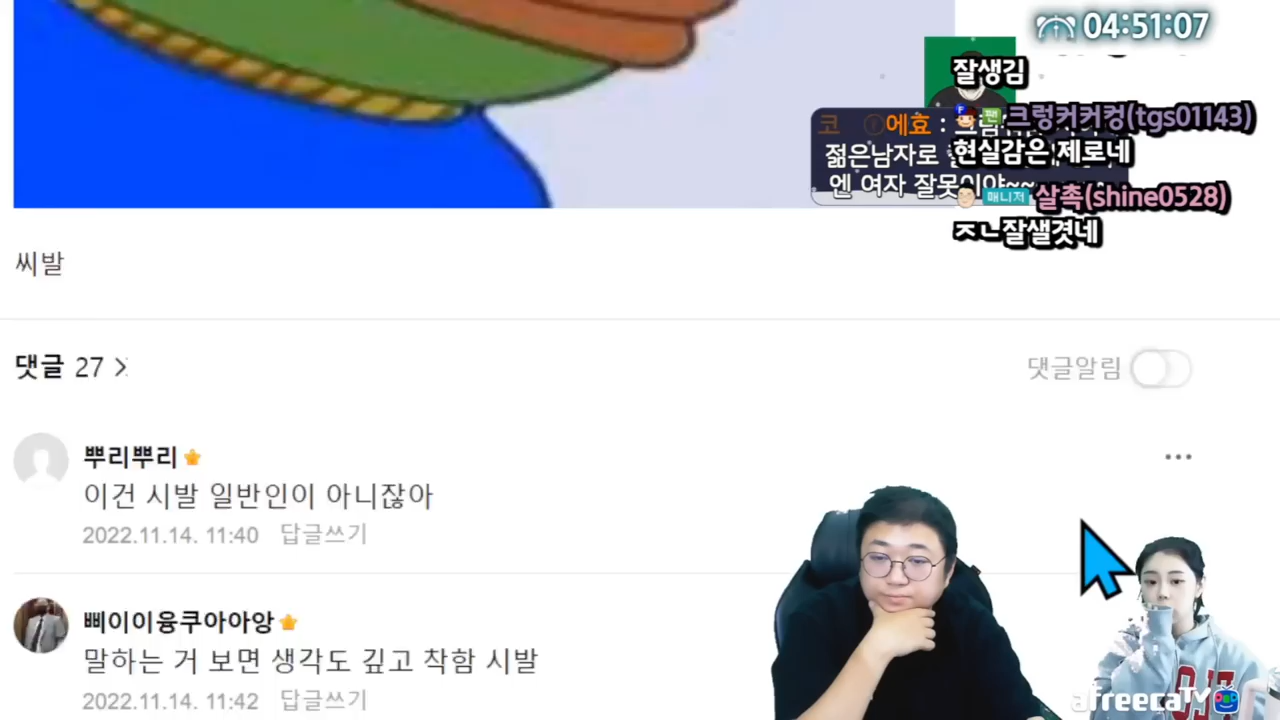 04:51:07
잘생김
크렁커커컹(tgs01143)
에효 :
젊은남자로
현실감은 제로네
엔 여자 잘못이야~~
매니저 살촉(shine0528)
ㅈㄴ잘샐겻네
씨발
댓글 27
댓글알림
뿌리뿌리
이건 시발 일반인이 아니잖아
2022.11.14. 11:40 답글쓰기
삐이이융쿠아아앙
말하는 거 보면 생각도 깊고 착함 시발
2022.11.14. 11:42 답글쓰기
afreecaTV